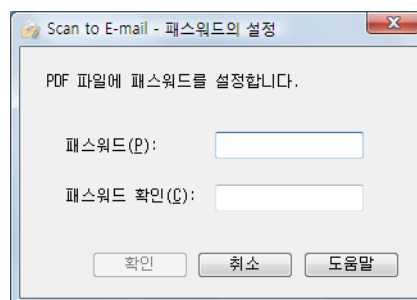 Scan to E-mail - 패스워드의 설정
PDF 파일에 패스워드를 설정합니다.
패스워드(P):
패스워드 확인(C):
확인 취소 도움말